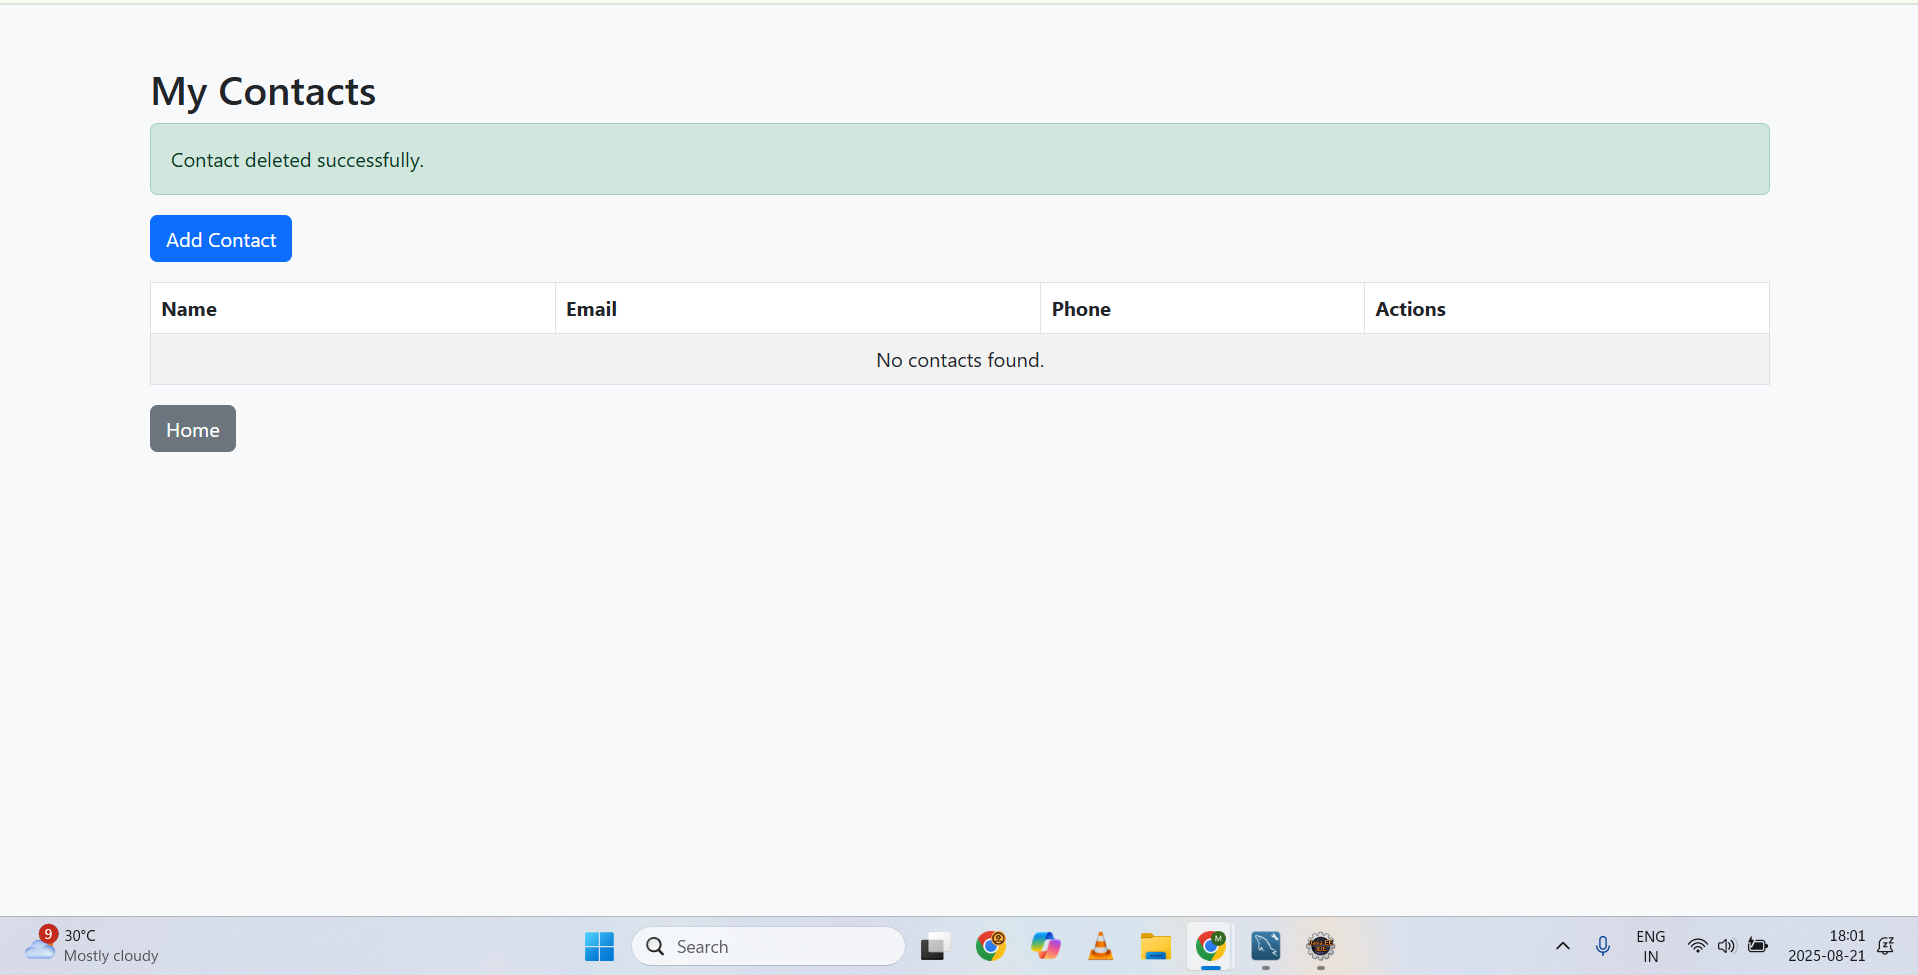 My Contacts
Contact deleted successfully.
Add Contact
Name Email Phone Actions
No contacts found.
Home
9
30°C
Mostly cloudy
Search
M
ENG
IN
18:01
2025-08-21